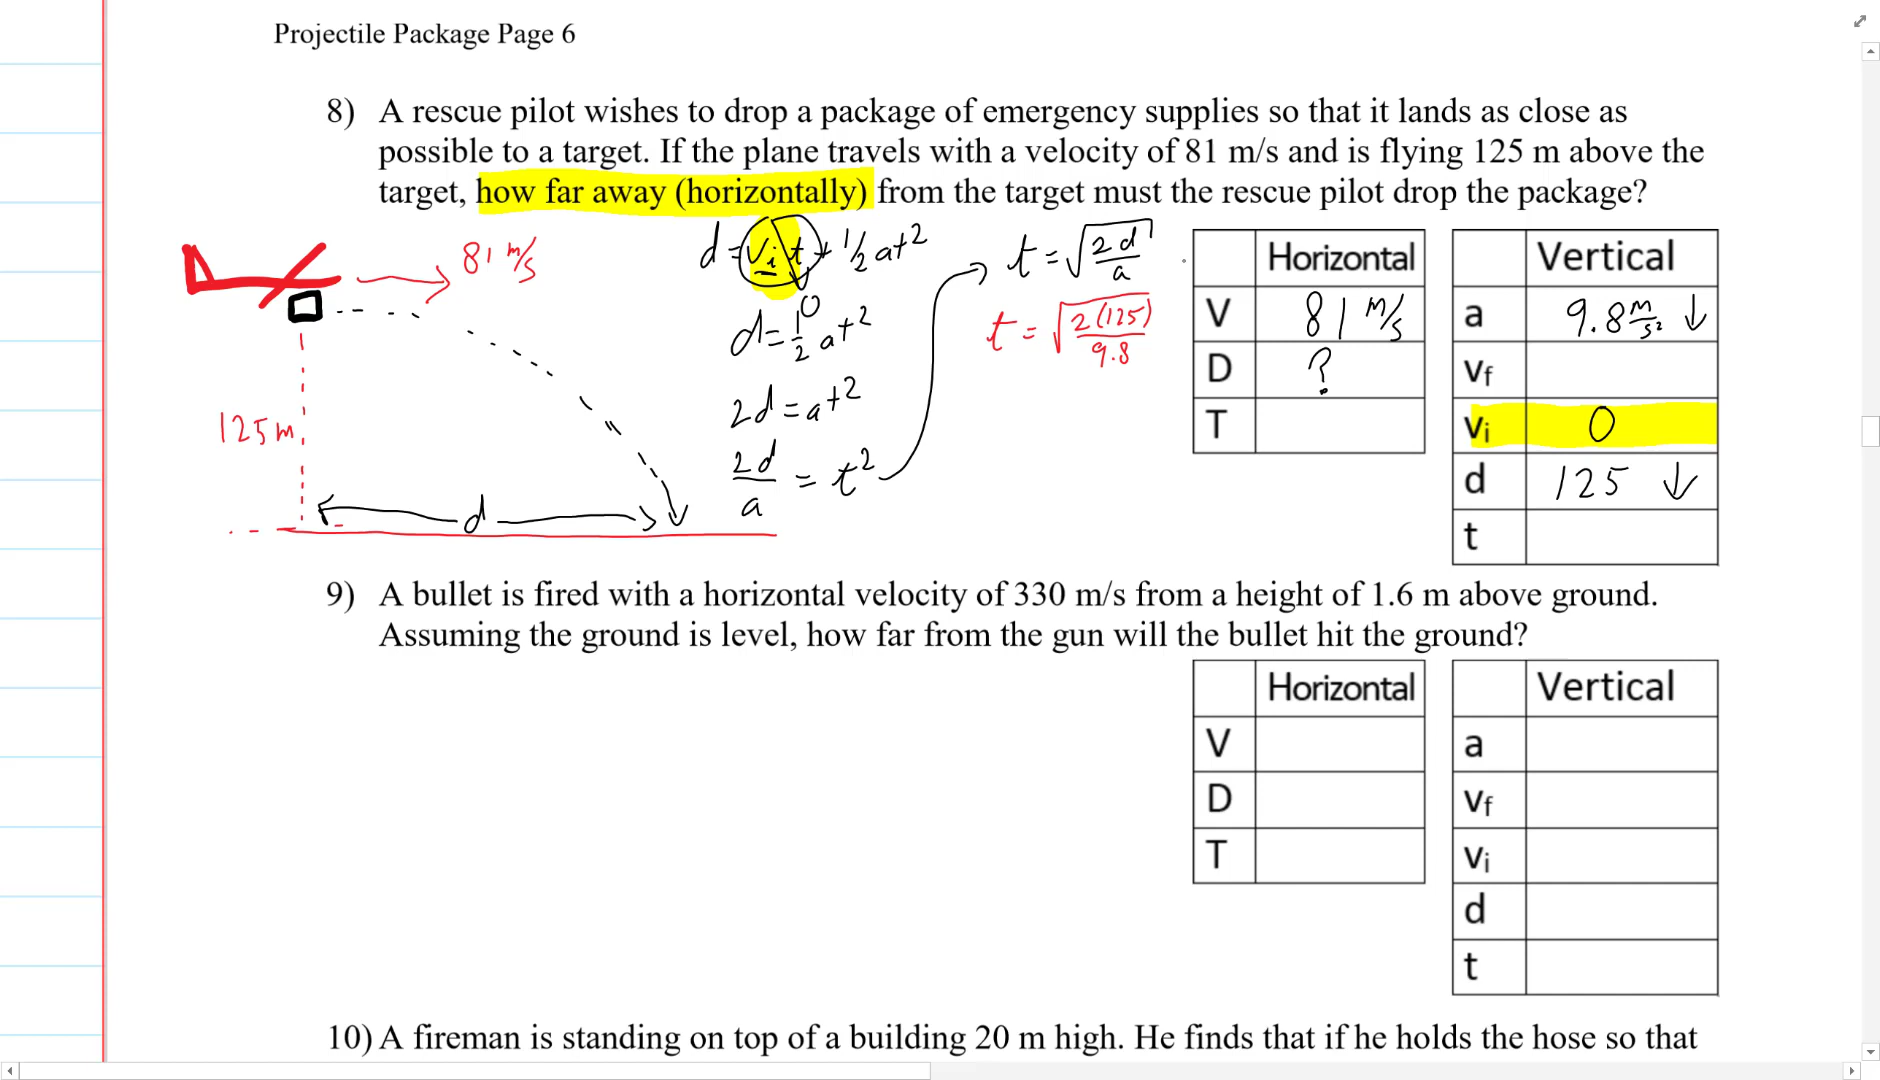 Projectile Package Page 6
8) A rescue pilot wishes to drop a package of emergency supplies so that it lands as close as
possible to a target. If the plane travels with a velocity of 81 m/s and is flying 125 m above the
target, how far away (horizontally) from the target must the rescue pilot drop the package?
81 m/s
125 m
d
d = vᵢt + 1/2 at²
0
d = 1/2 at²
2d = at²
2d/a = t²
t = √(2d/a)
t = √(2(125)/9.8)
Horizontal
V 81 m/s
D ?
T
Vertical
a 9.8 m/s² ↓
vf
vi 0
d 125 ↓
t
9) A bullet is fired with a horizontal velocity of 330 m/s from a height of 1.6 m above ground.
Assuming the ground is level, how far from the gun will the bullet hit the ground?
Horizontal
V
D
T
Vertical
a
vf
vi
d
t
10) A fireman is standing on top of a building 20 m high. He finds that if he holds the hose so that